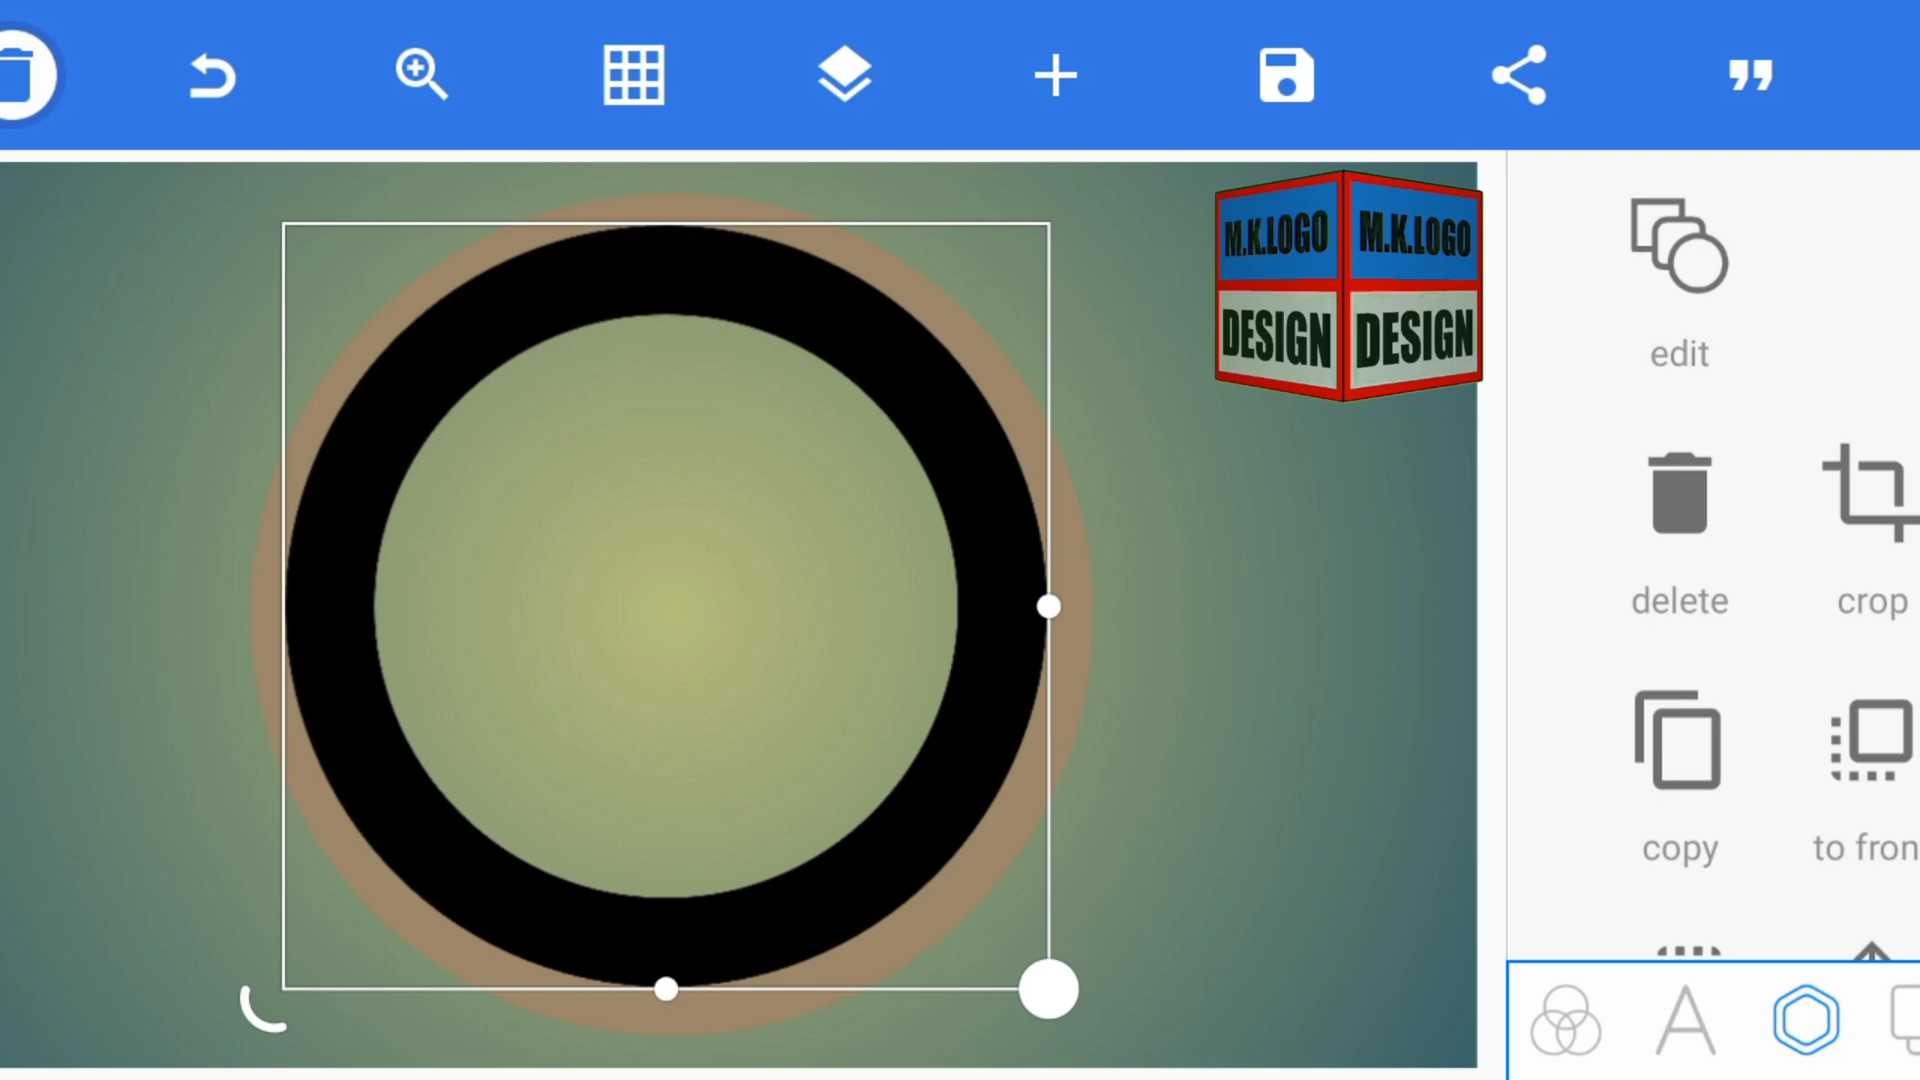 M.K.LOGO M.K.LOGO
DESIGN DESIGN
edit
delete crop
copy to fron